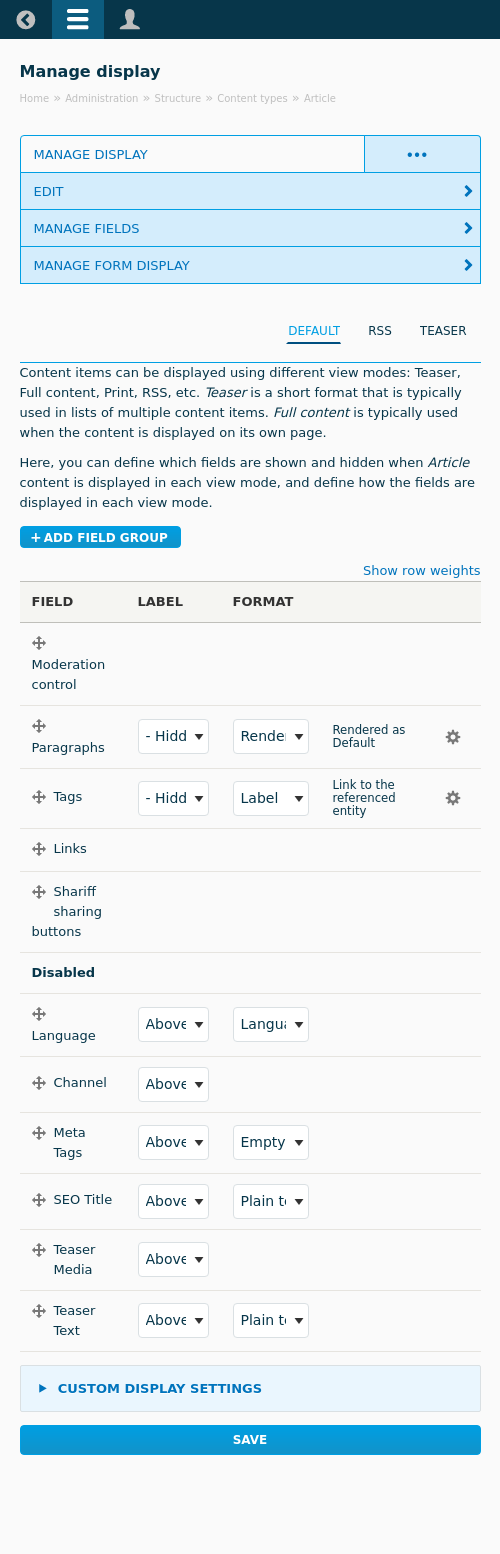 Manage display
Home » Administration » Structure » Content types » Article
MANAGE DISPLAY
EDIT
MANAGE FIELDS
MANAGE FORM DISPLAY
DEFAULT RSS TEASER
Content items can be displayed using different view modes: Teaser,
Full content, Print, RSS, etc. Teaser is a short format that is typically
used in lists of multiple content items. Full content is typically used
when the content is displayed on its own page.
Here, you can define which fields are shown and hidden when Article
content is displayed in each view mode, and define how the fields are
displayed in each view mode.
+ ADD FIELD GROUP
Show row weights
FIELD LABEL FORMAT
Moderation
control
Paragraphs
- Hidd
Rende
Rendered as
Default
Tags
- Hidd
Label
Link to the
referenced
entity
Links
Shariff
sharing
buttons
Disabled
Language
Above
Langu
Channel
Above
Meta
Tags
Above
Empty
SEO Title
Above
Plain t
Teaser
Media
Above
Teaser
Text
Above
Plain t
CUSTOM DISPLAY SETTINGS
SAVE